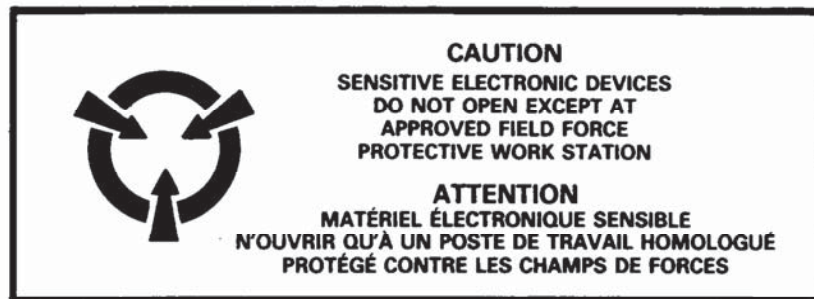 CAUTION
SENSITIVE ELECTRONIC DEVICES
DO NOT OPEN EXCEPT AT
APPROVED FIELD FORCE
PROTECTIVE WORK STATION
ATTENTION
MATÉRIEL ÉLECTRONIQUE SENSIBLE
N'OUVRIR QU'À UN POSTE DE TRAVAIL HOMOLOGUÉ
PROTÉGÉ CONTRE LES CHAMPS DE FORCES